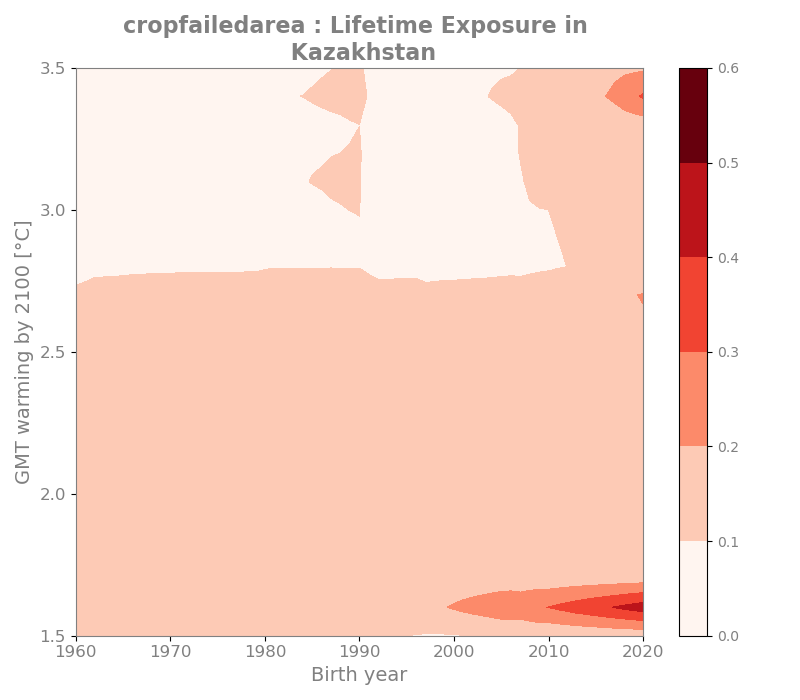 cropfailedarea : Lifetime Exposure in
Kazakhstan
GMT warming by 2100 [°C]
3.5
3.0
2.5
2.0
1.5
1960 1970 1980 1990 2000 2010 2020
Birth year
0.6
0.5
0.4
0.3
0.2
0.1
0.0